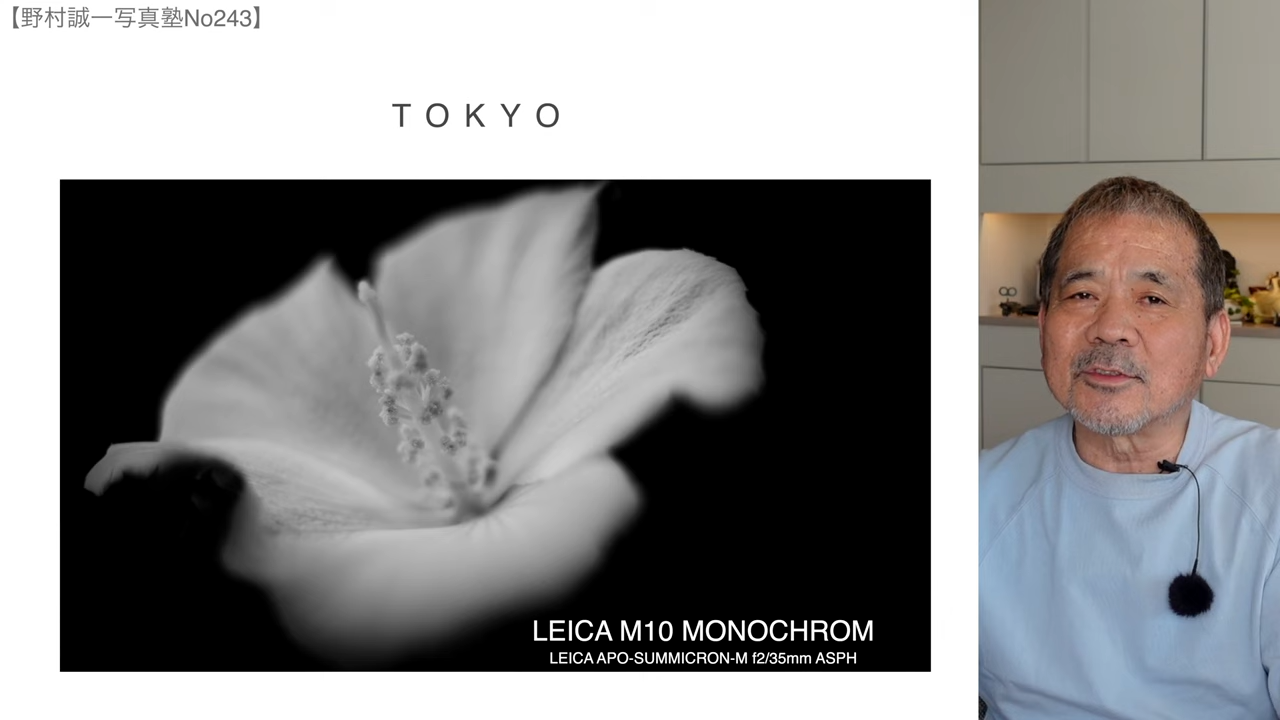 【野村誠一写真塾No243】
TOKYO
LEICA M10 MONOCHROM
LEICA APO-SUMMICRON-M f2/35mm ASPH